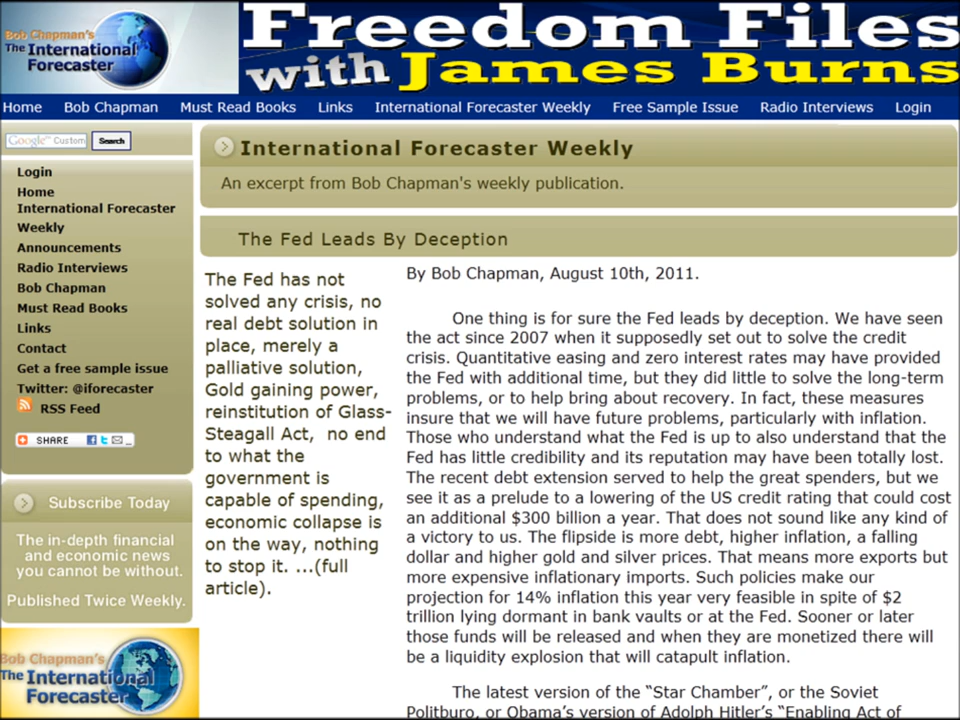 Bob Chapman's
The International
Forecaster
Freedom Files
with James Burns
Home Bob Chapman Must Read Books Links International Forecaster Weekly Free Sample Issue Radio Interviews Login
Google™ Custom Search
International Forecaster Weekly
An excerpt from Bob Chapman's weekly publication.
Login
Home
International Forecaster
Weekly
Announcements
Radio Interviews
Bob Chapman
Must Read Books
Links
Contact
Get a free sample issue
Twitter: @iforecaster
RSS Feed
SHARE
Subscribe Today
The in-depth financial
and economic news
you cannot be without.
Published Twice Weekly.
Bob Chapman's
The International
Forecaster
The Fed Leads By Deception
The Fed has not
solved any crisis, no
real debt solution in
place, merely a
palliative solution,
Gold gaining power,
reinstitution of Glass-
Steagall Act, no end
to what the
government is
capable of spending,
economic collapse is
on the way, nothing
to stop it. ...(full
article).
By Bob Chapman, August 10th, 2011.
One thing is for sure the Fed leads by deception. We have seen
the act since 2007 when it supposedly set out to solve the credit
crisis. Quantitative easing and zero interest rates may have provided
the Fed with additional time, but they did little to solve the long-term
problems, or to help bring about recovery. In fact, these measures
insure that we will have future problems, particularly with inflation.
Those who understand what the Fed is up to also understand that the
Fed has little credibility and its reputation may have been totally lost.
The recent debt extension served to help the great spenders, but we
see it as a prelude to a lowering of the US credit rating that could cost
an additional $300 billion a year. That does not sound like any kind of
a victory to us. The flipside is more debt, higher inflation, a falling
dollar and higher gold and silver prices. That means more exports but
more expensive inflationary imports. Such policies make our
projection for 14% inflation this year very feasible in spite of $2
trillion lying dormant in bank vaults or at the Fed. Sooner or later
those funds will be released and when they are monetized there will
be a liquidity explosion that will catapult inflation.
The latest version of the “Star Chamber”, or the Soviet
Politburo, or Obama’s version of Adolph Hitler’s “Enabling Act of